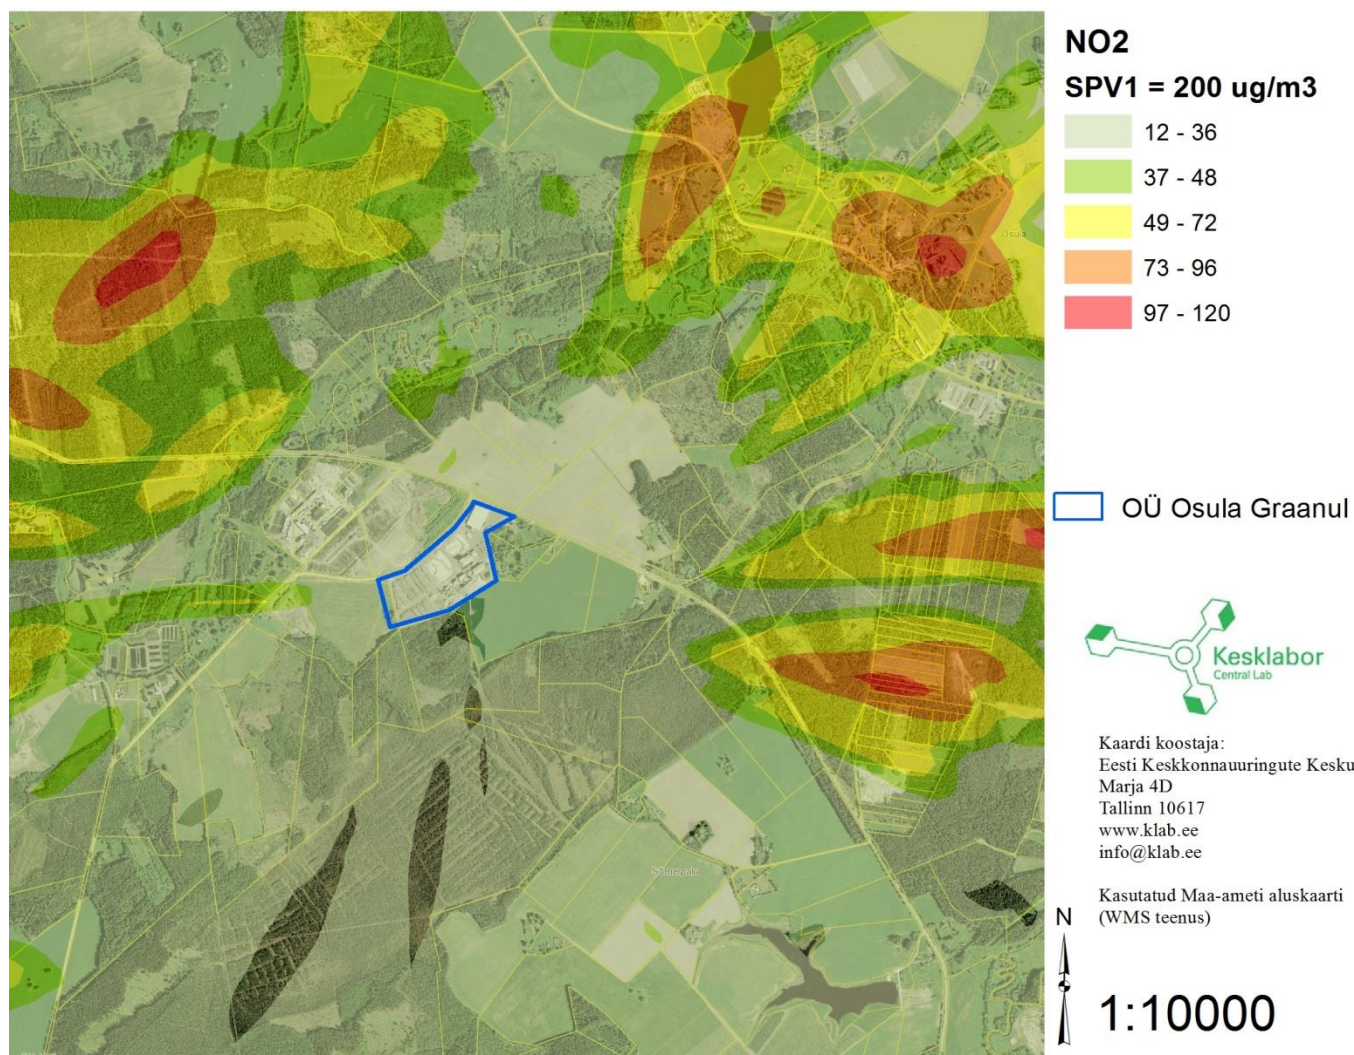 NO2
SPV1 = 200 ug/m3
12 - 36
37 - 48
49 - 72
73 - 96
97 - 120
Osula
OÜ Osula Graanul
Kesklabor
Central Lab
Kaardi koostaja:
Eesti Keskkonnauuringute Kesku
Marja 4D
Tallinn 10617
www.klab.ee
info@klab.ee
Kasutatud Maa-ameti aluskaarti
(WMS teenus)
Sõmerpalu
N
1:10000